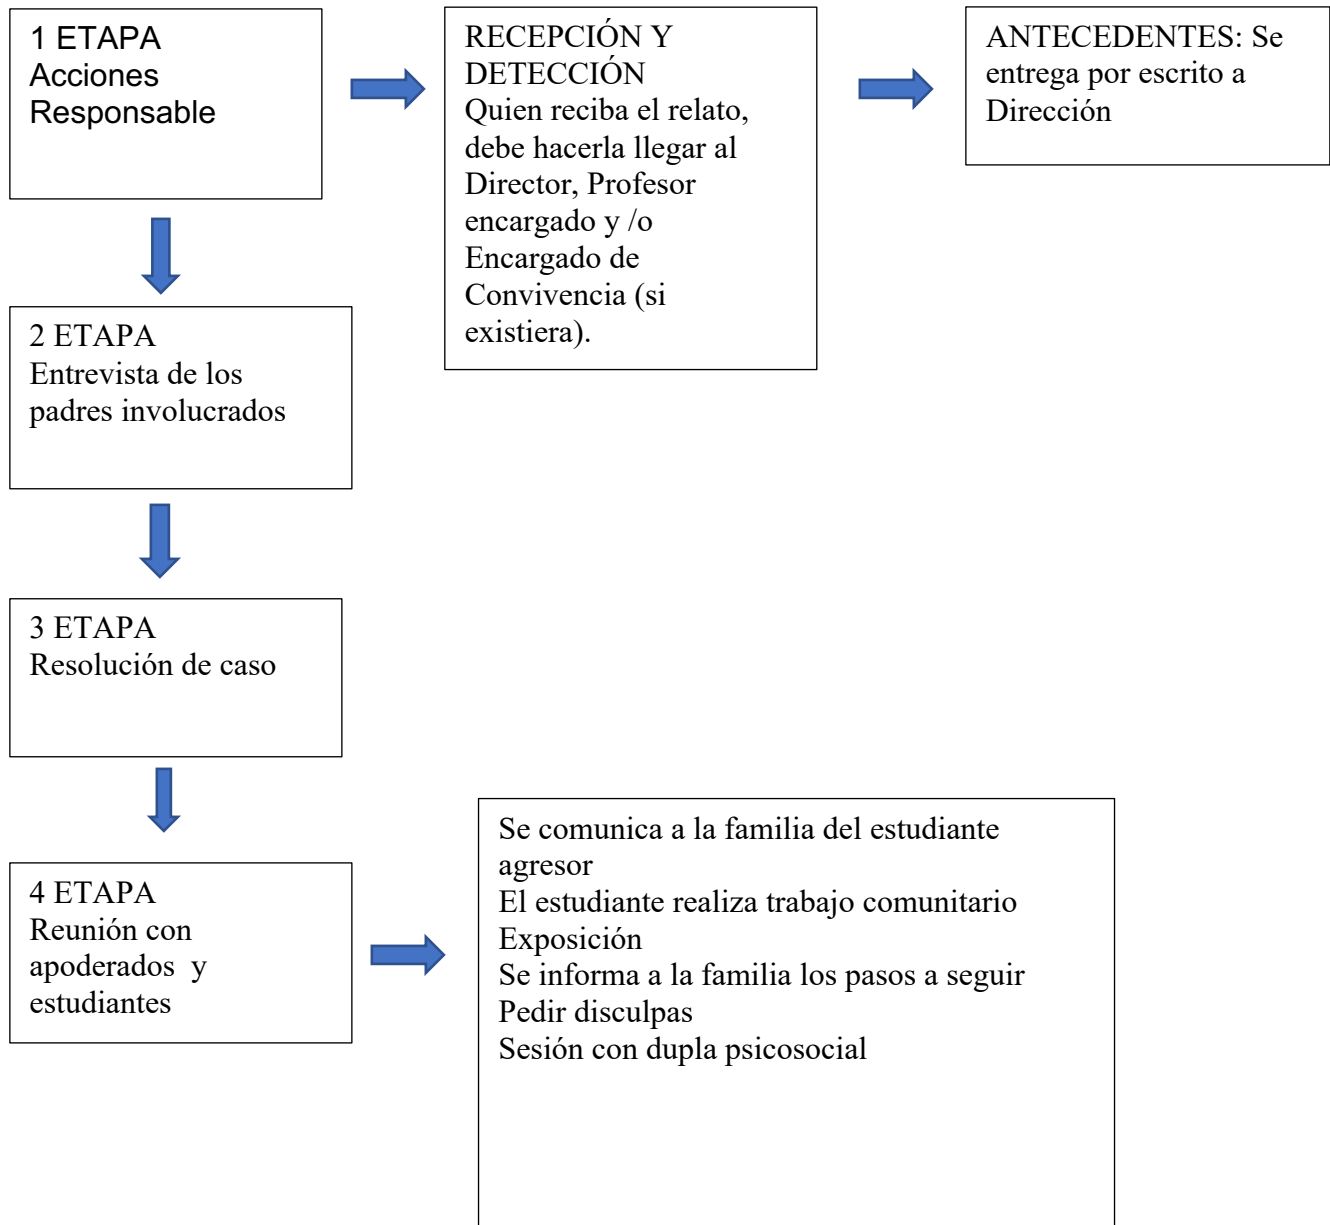 1 ETAPA
Acciones
Responsable
RECEPCIÓN Y
DETECCIÓN
Quien reciba el relato,
debe hacerla llegar al
Director, Profesor
encargado y /o
Encargado de
Convivencia (si
existiera).
ANTECEDENTES: Se
entrega por escrito a
Dirección
2 ETAPA
Entrevista de los
padres involucrados
3 ETAPA
Resolución de caso
4 ETAPA
Reunión con
apoderados  y
estudiantes
Se comunica a la familia del estudiante
agresor
El estudiante realiza trabajo comunitario
Exposición
Se informa a la familia los pasos a seguir
Pedir disculpas
Sesión con dupla psicosocial